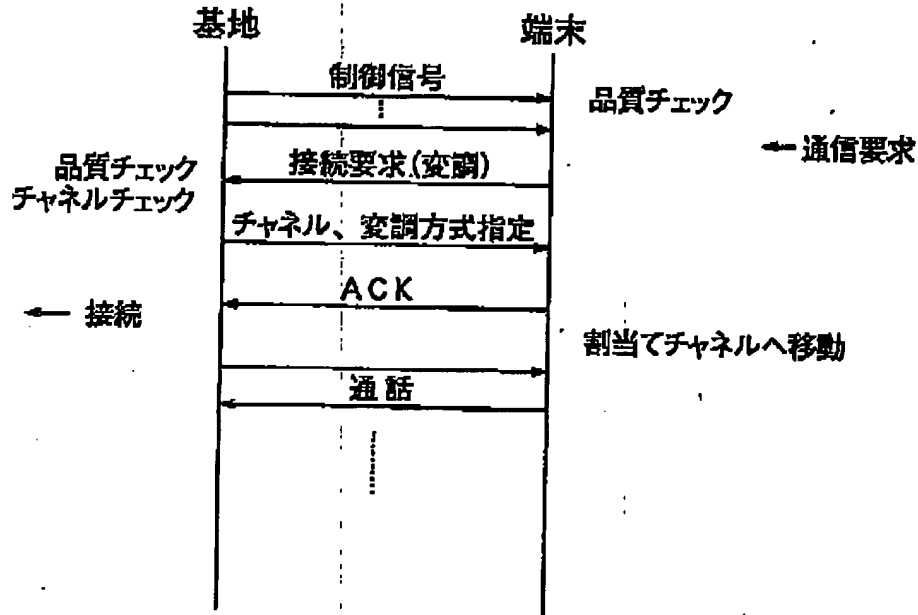 基地
端末
制御信号
品質チェック
通信要求
接続要求(変調)
品質チェック
チャネルチェック
チャネル、変調方式指定
ACK
接続
割当てチャネルへ移動
通話